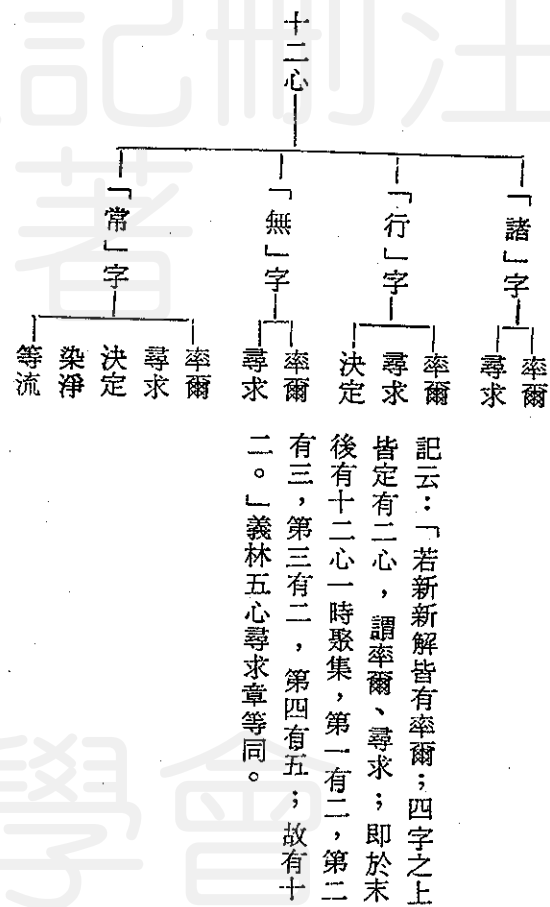 十二心
「諸」字
率爾
尋求
「行」字
率爾
尋求
決定
「無」字
率爾
尋求
「常」字
率爾
尋求
決定
染淨
等流
記云：「若新新解皆有率爾；四字之上
皆定有二心，謂率爾、尋求；即於末
後有十二心一時聚集，第一有二，第二
有三，第三有二，第四有五；故有十
二。」義林五心尋求章等同。